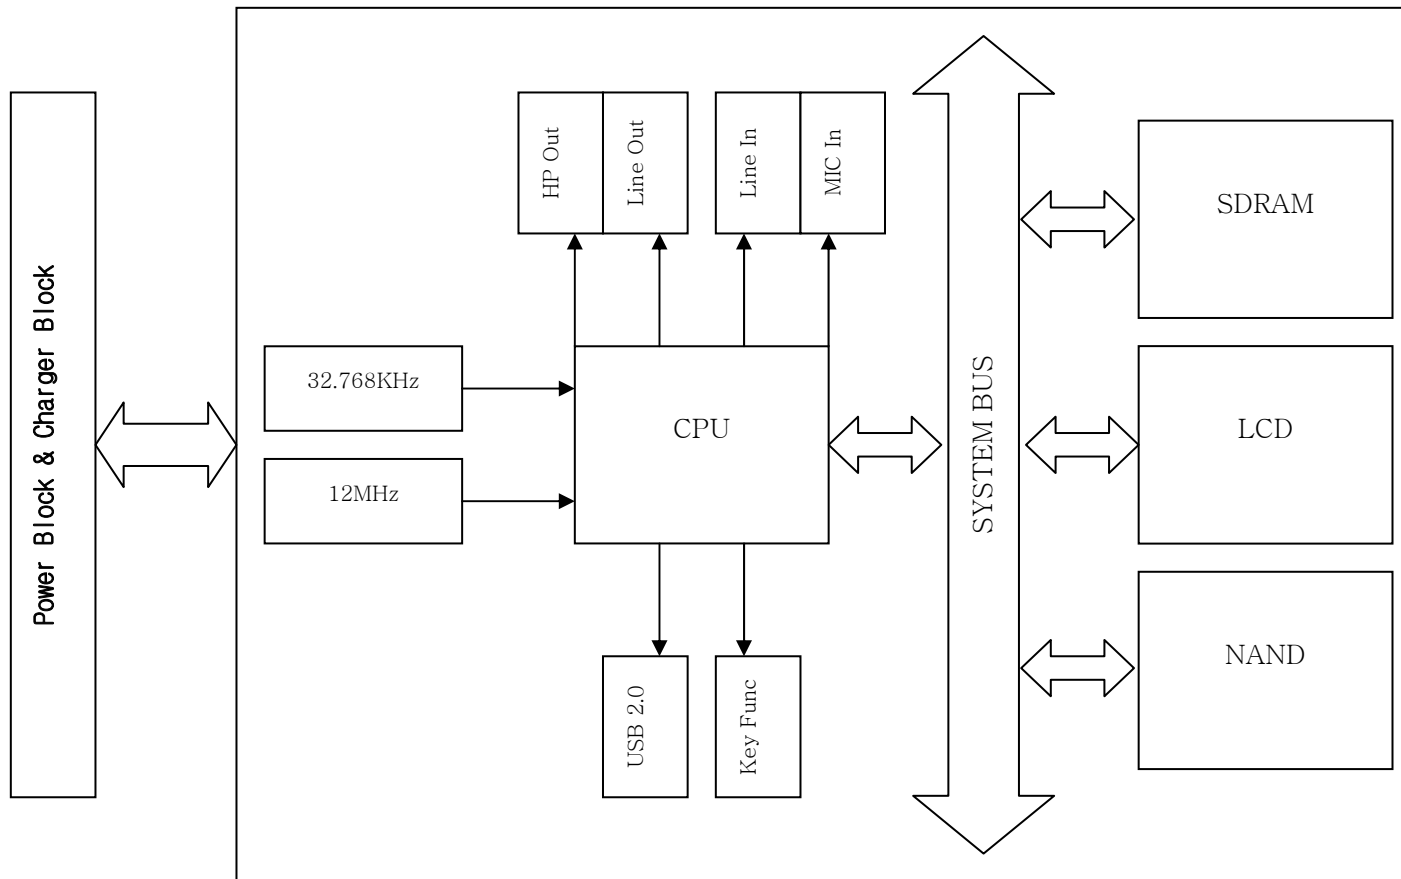 Power Block & Charger Block
HP Out
Line Out
Line In
MIC In
32.768KHz
12MHz
CPU
USB 2.0
Key Func
SYSTEM BUS
SDRAM
LCD
NAND